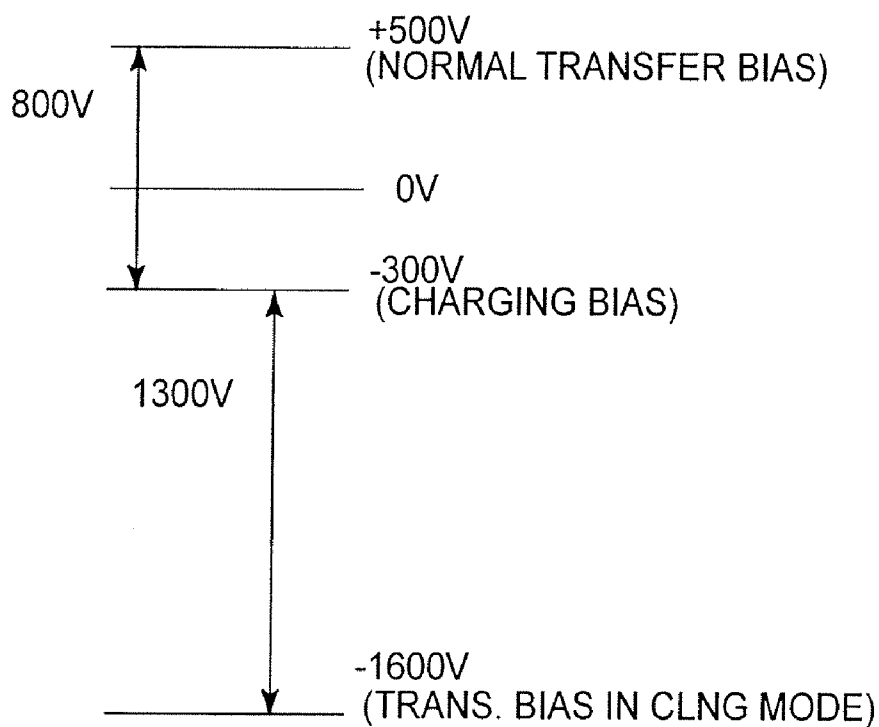 +500V
(NORMAL TRANSFER BIAS)
800V
0V
-300V
(CHARGING BIAS)
1300V
-1600V
(TRANS. BIAS IN CLNG MODE)